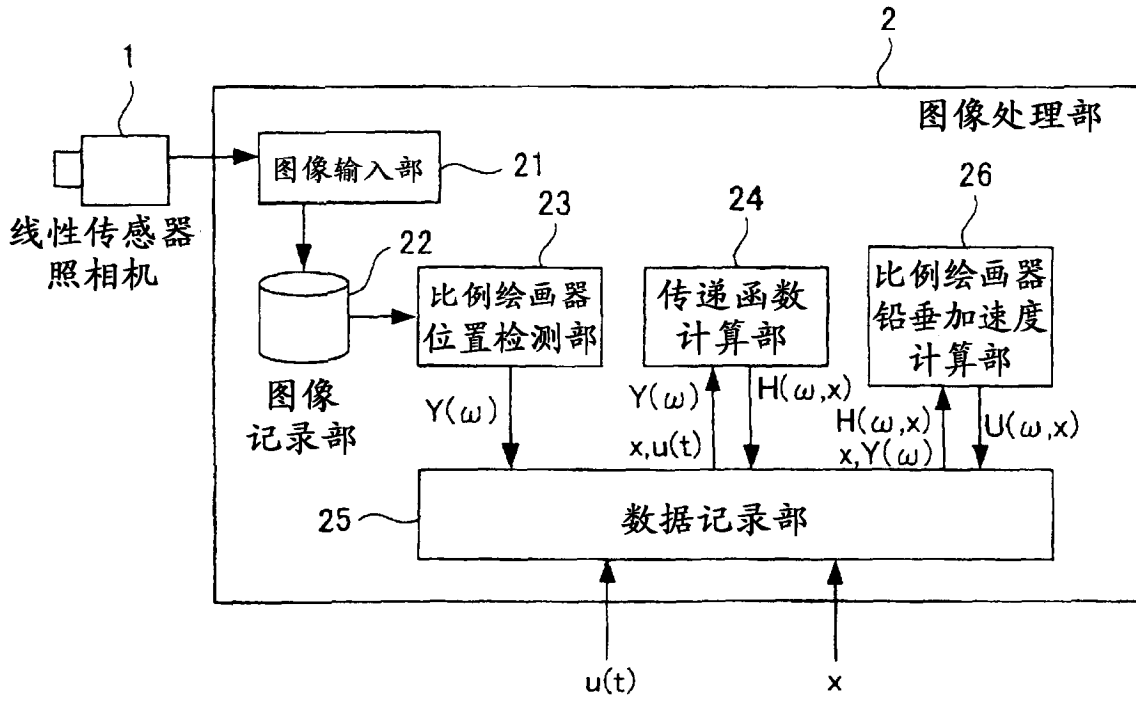 2
1
图像处理部
图像输入部
21
线性传感器
照相机
22
23
比例绘画器
位置检测部
24
传递函数
计算部
26
比例绘画器
铅垂加速度
计算部
图像
记录部
Y(ω)
Y(ω)
x,u(t)
H(ω,x)
H(ω,x)
x,Y(ω)
U(ω,x)
25
数据记录部
u(t)
x